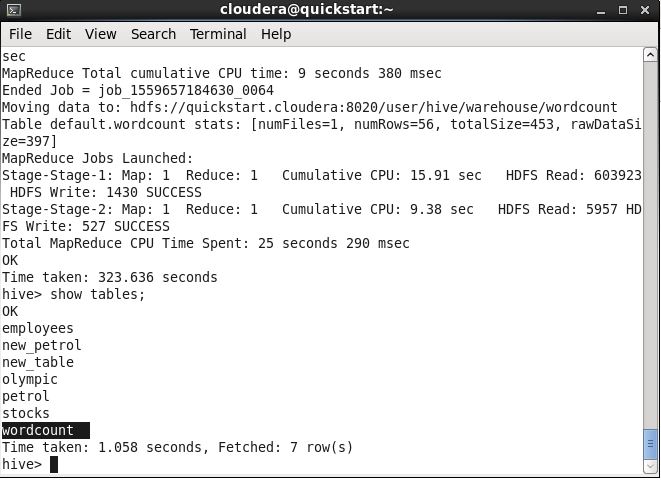 cloudera@quickstart:~
File Edit View Search Terminal Help
sec
MapReduce Total cumulative CPU time: 9 seconds 380 msec
Ended Job = job_1559657184630_0064
Moving data to: hdfs://quickstart.cloudera:8020/user/hive/warehouse/wordcount
Table default.wordcount stats: [numFiles=1, numRows=56, totalSize=453, rawDataSi
ze=397]
MapReduce Jobs Launched:
Stage-Stage-1: Map: 1  Reduce: 1   Cumulative CPU: 15.91 sec   HDFS Read: 603923
 HDFS Write: 1430 SUCCESS
Stage-Stage-2: Map: 1  Reduce: 1   Cumulative CPU: 9.38 sec   HDFS Read: 5957 HD
FS Write: 527 SUCCESS
Total MapReduce CPU Time Spent: 25 seconds 290 msec
OK
Time taken: 323.636 seconds
hive> show tables;
OK
employees
new_petrol
new_table
olympic
petrol
stocks
wordcount
Time taken: 1.058 seconds, Fetched: 7 row(s)
hive>